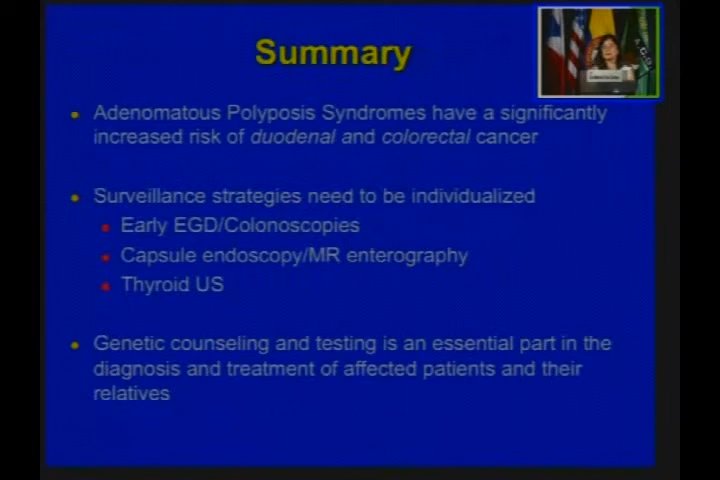 Summary
Adenomatous Polyposis Syndromes have a significantly
increased risk of duodenal and colorectal cancer
Surveillance strategies need to be individualized
Early EGD/Colonoscopies
Capsule endoscopy/MR enterography
Thyroid US
Genetic counseling and testing is an essential part in the
diagnosis and treatment of affected patients and their
relatives